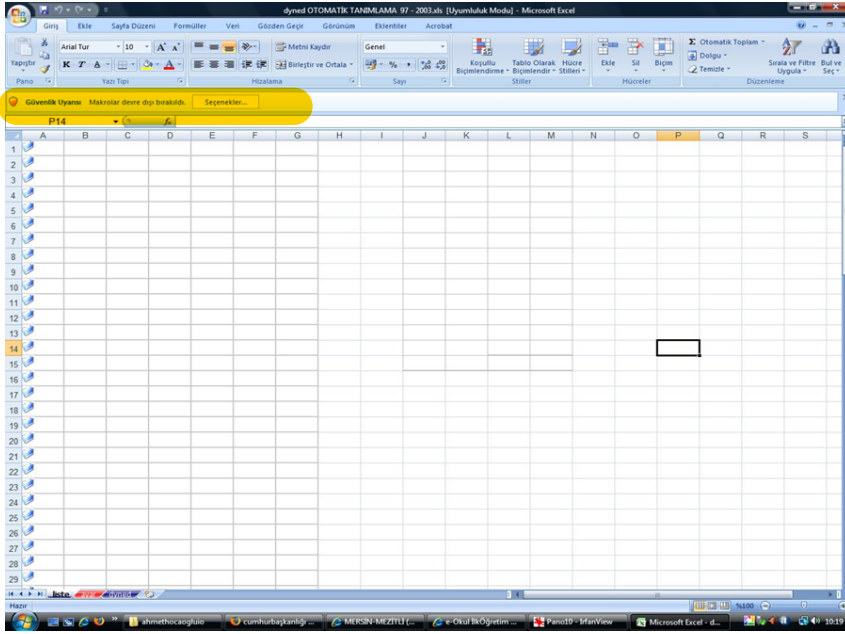 dyned OTOMATİK TANIMLAMA 97 - 2003.xls [Uyumluluk Modu] - Microsoft Excel
Giriş Ekle Sayfa Düzeni Formüller Veri Gözden Geçir Görünüm Eklentiler Acrobat
Arial Tur 10 A A Metni Kaydır Genel Σ Otomatik Toplam
Dolgu
Yapıştır K T A Birleştir ve Ortala % Koşullu Biçimlendirme Tablo Olarak Biçimlendir Hücre Stilleri Ekle Sil Biçim Temizle Sırala ve Filtre Uygula Bul ve Seç
Pano Yazı Tipi Hizalama Sayı Stiller Hücreler Düzenleme
Güvenlik Uyarısı Makrolar devre dışı bırakıldı. Seçenekler...
P14 fx
A B C D E F G H I J K L M N O P Q R S
1
2
3
4
5
6
7
8
9
10
11
12
13
14
15
16
17
18
19
20
21
22
23
24
25
26
27
28
29
liste ayar dyned
Hazır %100
ahmethocaogluio cumhurbaşkanlığı ... MERSİN-MEZİTLİ (... e-Okul İlkÖğretim ... Pano10 - IrfanView Microsoft Excel - d... 10:19